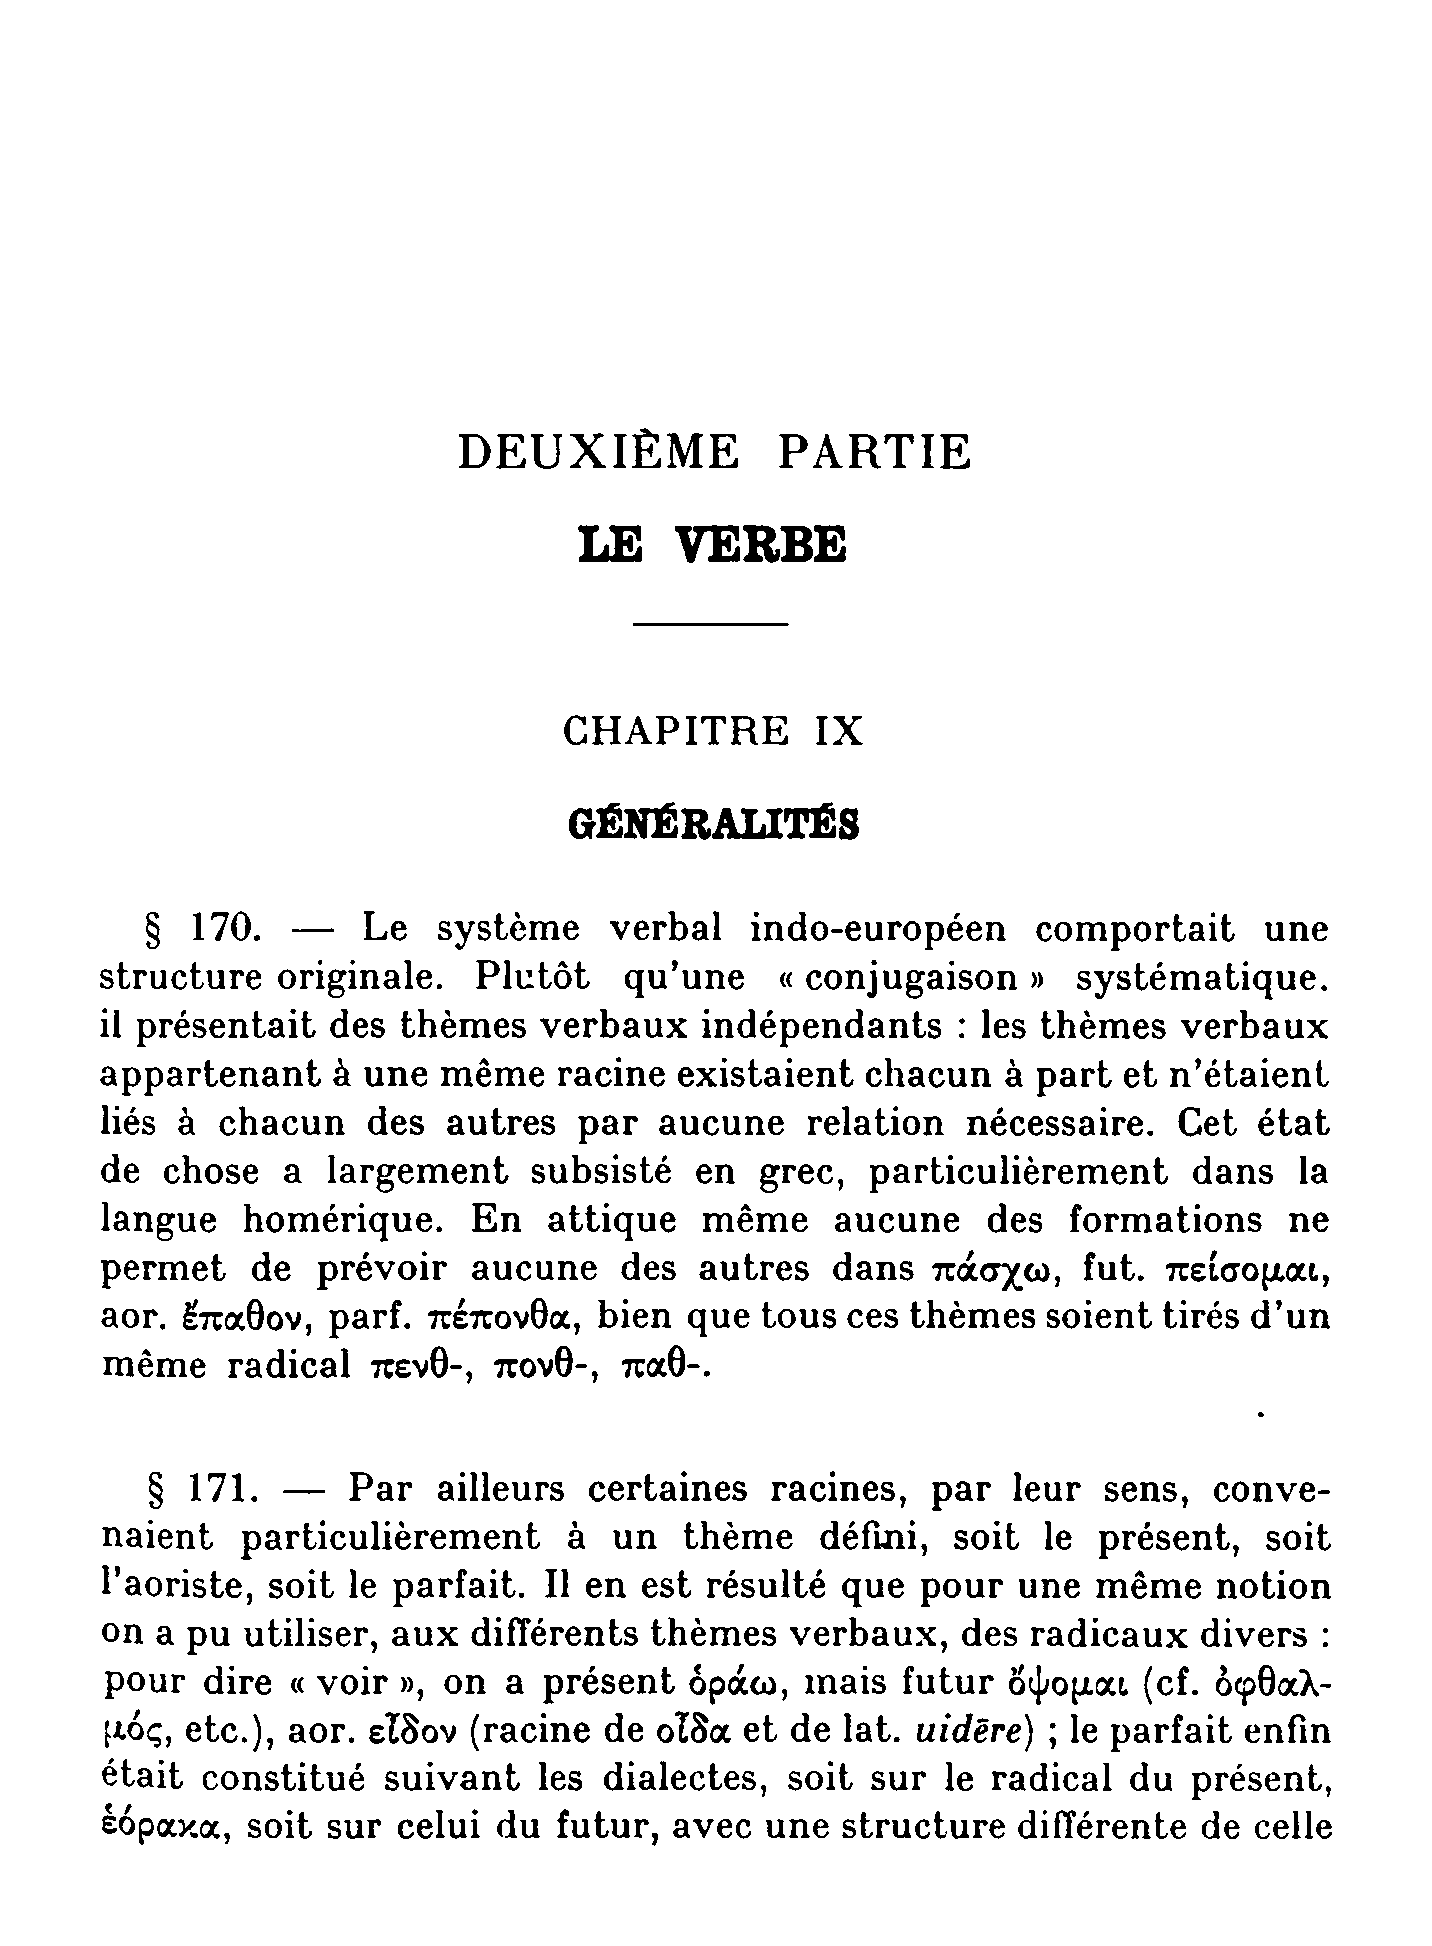 DEUXIÈME PARTIE
LE VERBE
CHAPITRE IX
GÉNÉRALITÉS
§ 170. — Le système verbal indo-européen comportait une
structure originale. Plutôt qu'une « conjugaison » systématique.
il présentait des thèmes verbaux indépendants : les thèmes verbaux
appartenant à une même racine existaient chacun à part et n'étaient
liés à chacun des autres par aucune relation nécessaire. Cet état
de chose a largement subsisté en grec, particulièrement dans la
langue homérique. En attique même aucune des formations ne
permet de prévoir aucune des autres dans πάσχω, fut. πείσομαι,
aor. ἔπαθον, parf. πέπονθα, bien que tous ces thèmes soient tirés d'un
même radical πενθ-, πονθ-, παθ-.
§ 171. — Par ailleurs certaines racines, par leur sens, conve-
naient particulièrement à un thème défini, soit le présent, soit
l'aoriste, soit le parfait. Il en est résulté que pour une même notion
on a pu utiliser, aux différents thèmes verbaux, des radicaux divers :
pour dire « voir », on a présent ὁράω, mais futur ὄψομαι (cf. ὀφθαλ-
μός, etc.), aor. εἶδον (racine de οἶδα et de lat. uidēre) ; le parfait enfin
était constitué suivant les dialectes, soit sur le radical du présent,
ἑόρακα, soit sur celui du futur, avec une structure différente de celle